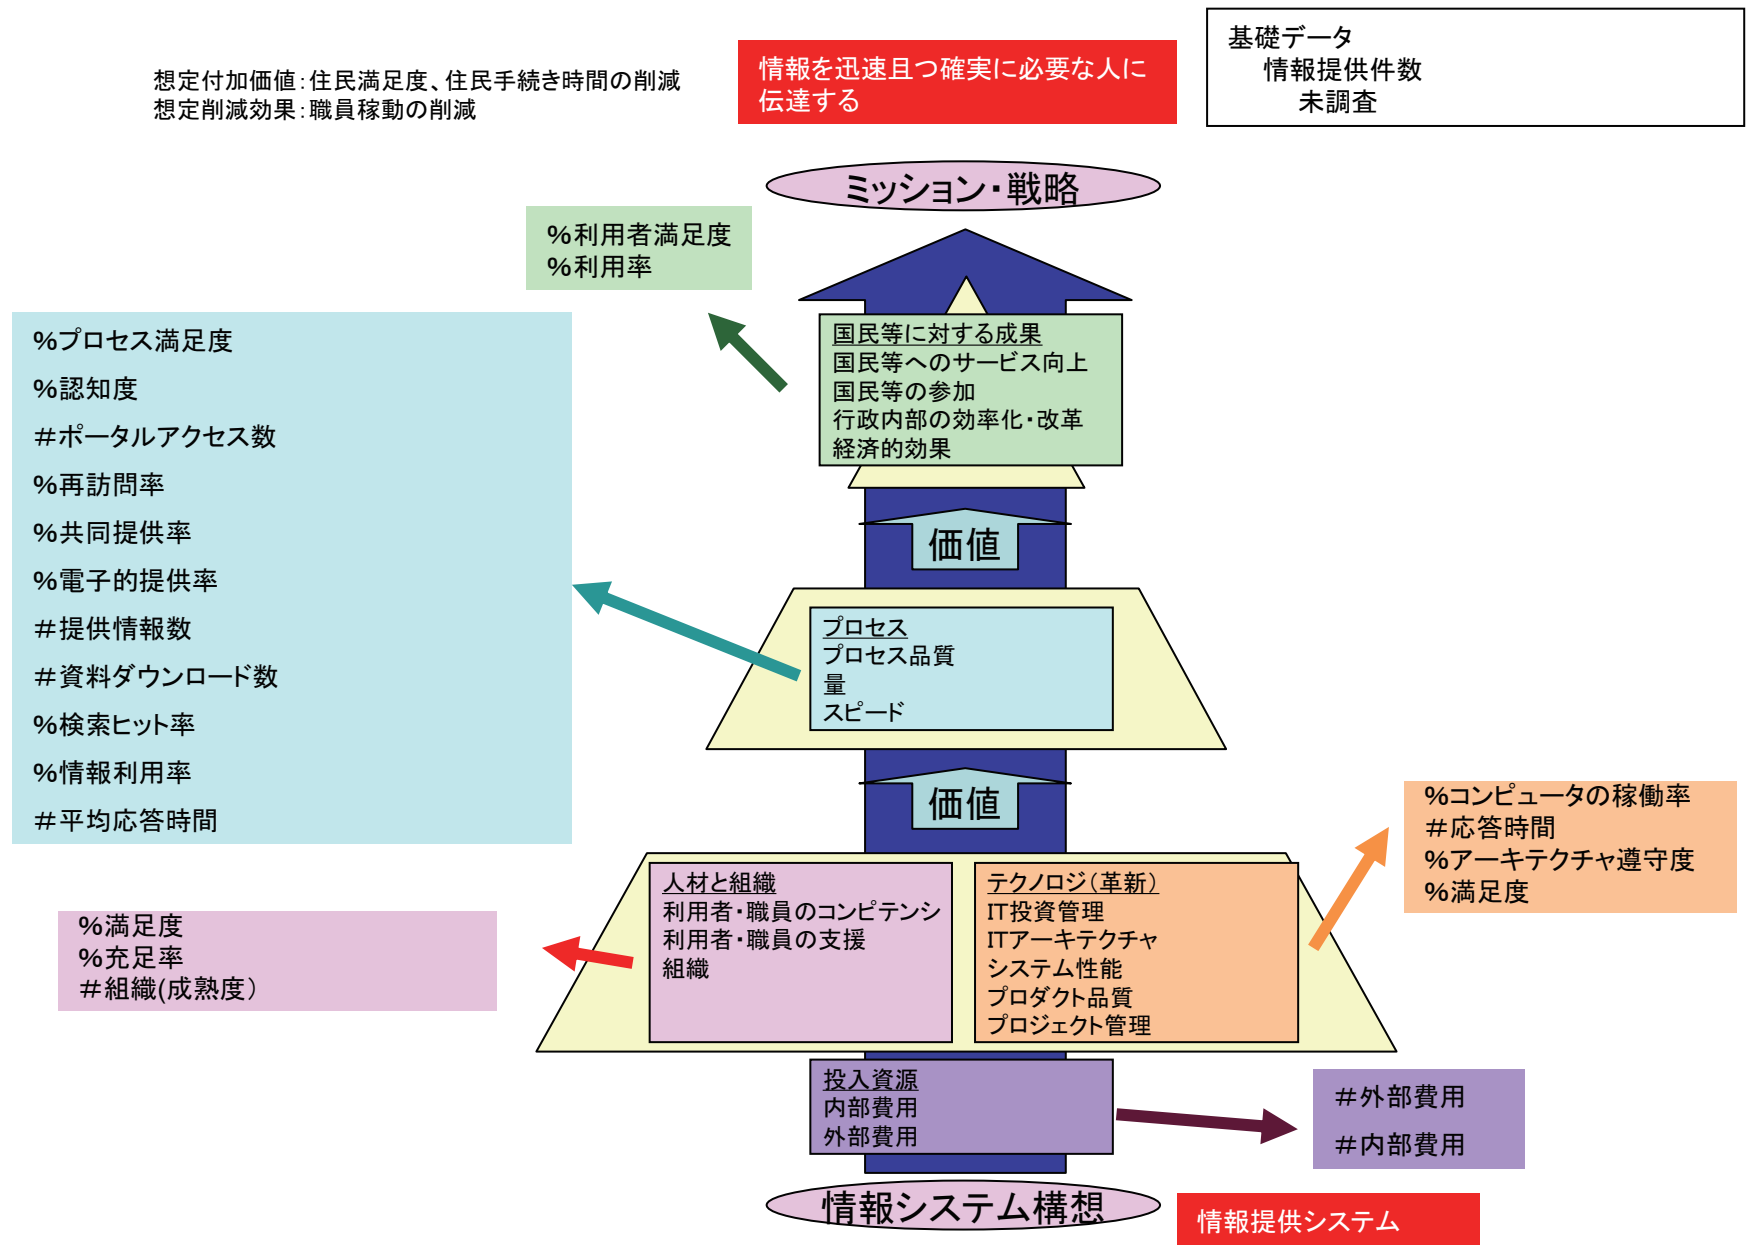 想定付加価値：住民満足度、住民手続き時間の削減
想定削減効果：職員稼動の削減
情報を迅速且つ確実に必要な人に
伝達する
基礎データ
情報提供件数
未調査
ミッション・戦略
%利用者満足度
%利用率
国民等に対する成果
国民等へのサービス向上
国民等の参加
行政内部の効率化・改革
経済的効果
%プロセス満足度
%認知度
＃ポータルアクセス数
%再訪問率
%共同提供率
%電子的提供率
＃提供情報数
＃資料ダウンロード数
%検索ヒット率
%情報利用率
＃平均応答時間
価値
プロセス
プロセス品質
量
スピード
価値
%コンピュータの稼働率
＃応答時間
%アーキテクチャ遵守度
%満足度
人材と組織
利用者・職員のコンピテンシ
利用者・職員の支援
組織
テクノロジ（革新）
IT投資管理
ITアーキテクチャ
システム性能
プロダクト品質
プロジェクト管理
%満足度
%充足率
＃組織(成熟度）
投入資源
内部費用
外部費用
＃外部費用
＃内部費用
情報システム構想
情報提供システム